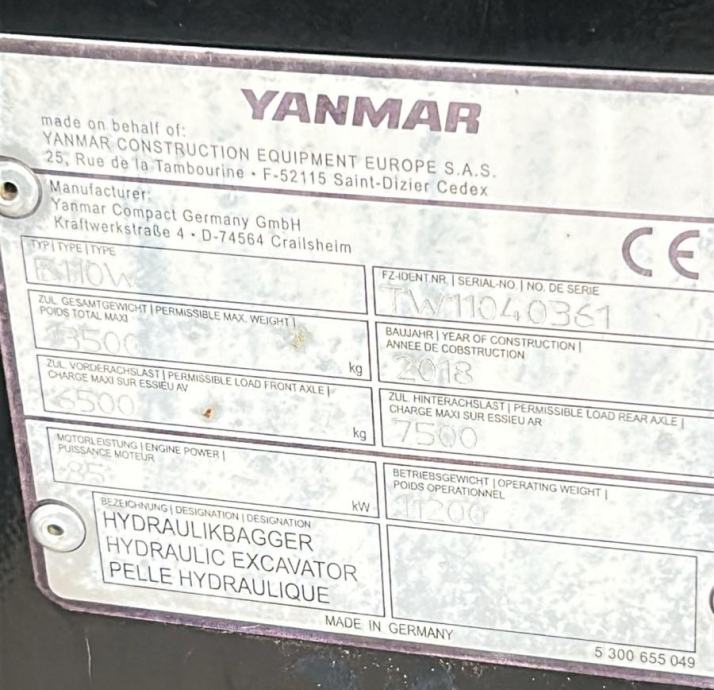 YANMAR
made on behalf of:
YANMAR CONSTRUCTION EQUIPMENT EUROPE S.A.S.
25, Rue de la Tambourine • F-52115 Saint-Dizier Cedex
Manufacturer:
Yanmar Compact Germany GmbH
Kraftwerkstraße 4 • D-74564 Crailsheim
CE
TYP | TYPE | TYPE
B110W
FZ-IDENT.NR. | SERIAL-NO. | NO. DE SERIE
TW11040361
ZUL. GESAMTGEWICHT | PERMISSIBLE MAX. WEIGHT |
POIDS TOTAL MAXI
13500
kg
BAUJAHR | YEAR OF CONSTRUCTION |
ANNEE DE COBSTRUCTION
2018
ZUL. VORDERACHSLAST | PERMISSIBLE LOAD FRONT AXLE |
CHARGE MAXI SUR ESSIEU AV
6500
kg
ZUL. HINTERACHSLAST | PERMISSIBLE LOAD REAR AXLE |
CHARGE MAXI SUR ESSIEU AR
7500
MOTORLEISTUNG | ENGINE POWER |
PUISSANCE MOTEUR
85
kW
BETRIEBSGEWICHT | OPERATING WEIGHT |
POIDS OPERATIONNEL
11200
BEZEICHNUNG | DESIGNATION | DESIGNATION
HYDRAULIKBAGGER
HYDRAULIC EXCAVATOR
PELLE HYDRAULIQUE
MADE IN GERMANY
5 300 655 049